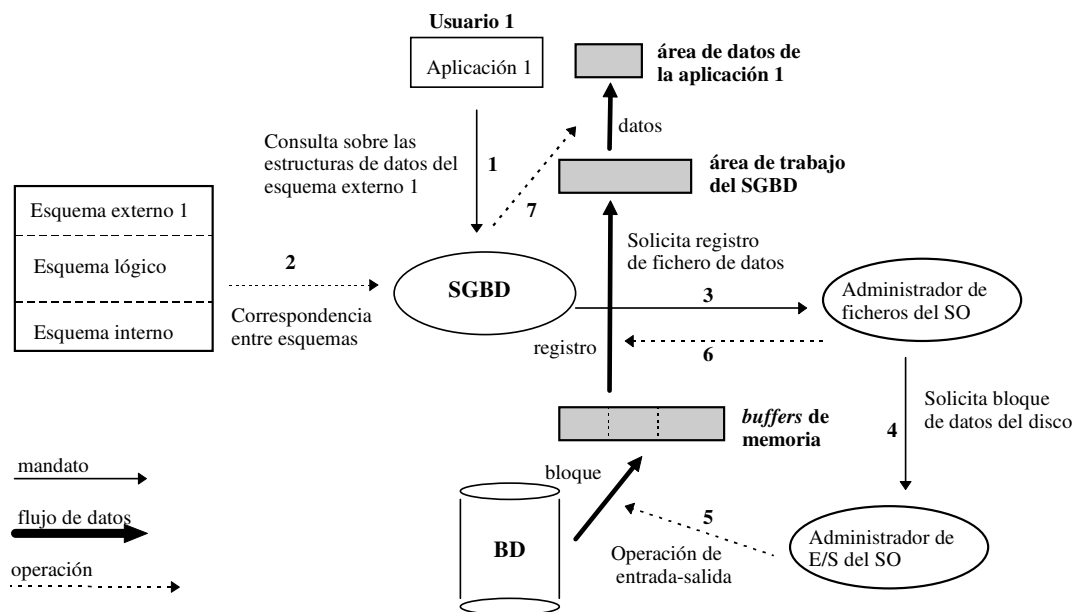 Usuario 1
Aplicación 1
área de datos de
la aplicación 1
datos
Consulta sobre las
estructuras de datos del
esquema externo 1
1
7
área de trabajo
del SGBD
Esquema externo 1
Esquema lógico
Esquema interno
2
Correspondencia
entre esquemas
SGBD
Solicita registro
de fichero de datos
3
Administrador de
ficheros del SO
registro
6
Solicita bloque
de datos del disco
4
buffers de
memoria
mandato
flujo de datos
operación
bloque
BD
5
Operación de
entrada-salida
Administrador de
E/S del SO